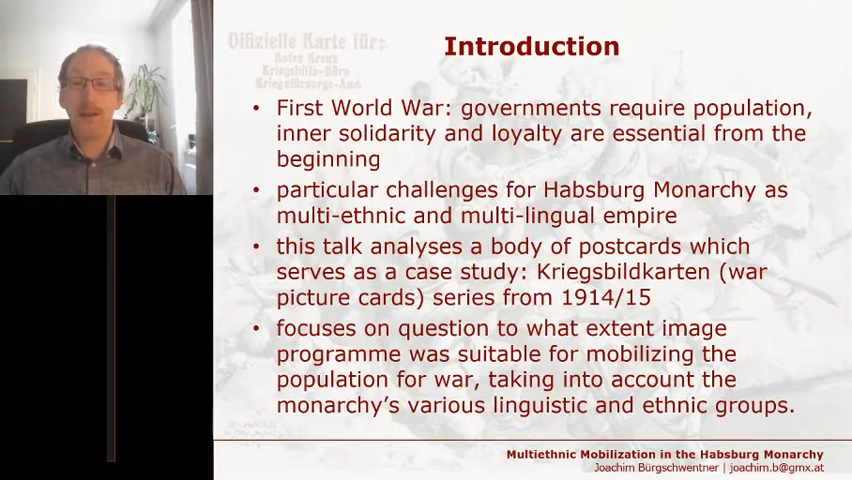 Offizielle Karte für:
Rotes Kreuz
Kriegshilfs-Büro
Kriegsfürsorge-Amt
Introduction
• First World War: governments require population,
inner solidarity and loyalty are essential from the
beginning
• particular challenges for Habsburg Monarchy as
multi-ethnic and multi-lingual empire
• this talk analyses a body of postcards which
serves as a case study: Kriegsbildkarten (war
picture cards) series from 1914/15
• focuses on question to what extent image
programme was suitable for mobilizing the
population for war, taking into account the
monarchy's various linguistic and ethnic groups.
Multiethnic Mobilization in the Habsburg Monarchy
Joachim Bürgschwentner | joachim.b@gmx.at